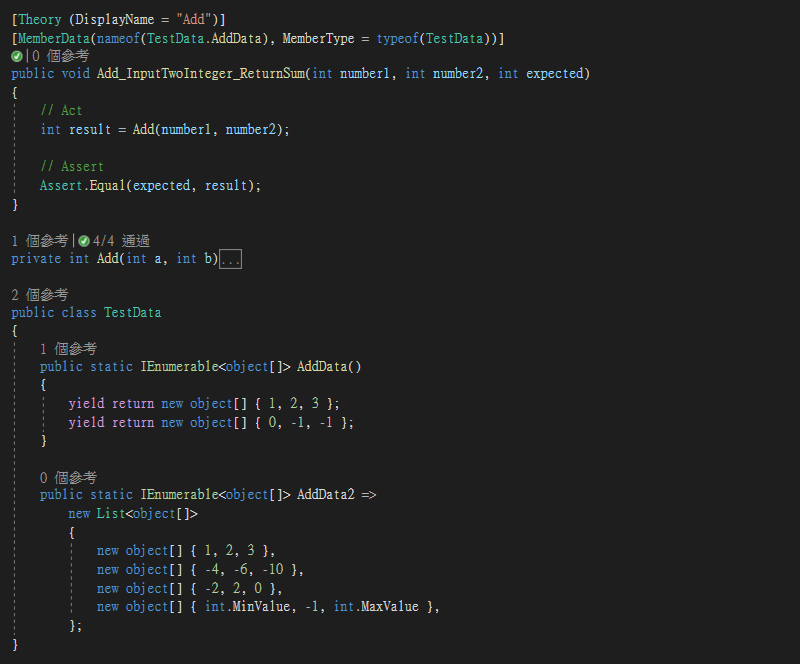 [Theory (DisplayName = "Add")]
[MemberData(nameof(TestData.AddData), MemberType = typeof(TestData))]
|0 個參考
public void Add_InputTwoInteger_ReturnSum(int number1, int number2, int expected)
{
// Act
int result = Add(number1, number2);
// Assert
Assert.Equal(expected, result);
}
1 個參考|4/4 通過
private int Add(int a, int b)...
2 個參考
public class TestData
{
1 個參考
public static IEnumerable<object[]> AddData()
{
yield return new object[] { 1, 2, 3 };
yield return new object[] { 0, -1, -1 };
}
0 個參考
public static IEnumerable<object[]> AddData2 =>
new List<object[]>
{
new object[] { 1, 2, 3 },
new object[] { -4, -6, -10 },
new object[] { -2, 2, 0 },
new object[] { int.MinValue, -1, int.MaxValue },
};
}